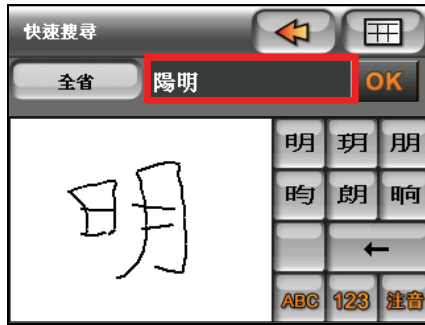 快速搜尋
全省 陽明 OK
明 明 玥 朋
昀 朗 晌
←
ABC 123 注音